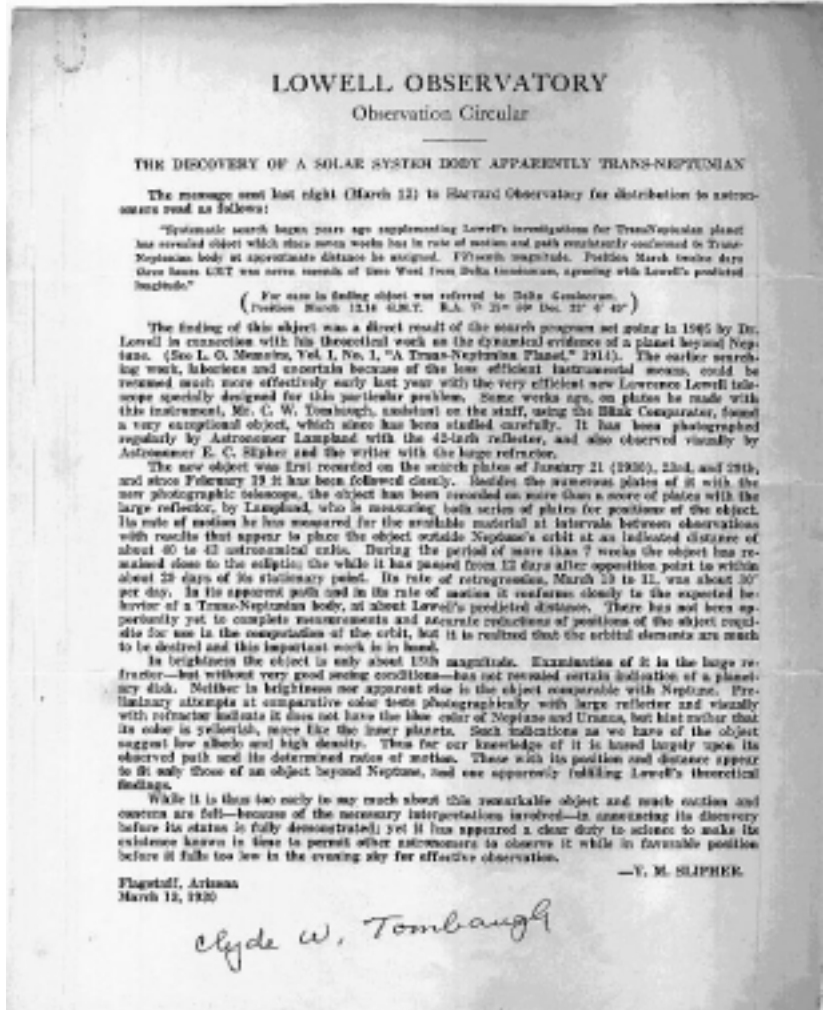 LOWELL OBSERVATORY
Observation Circular
THE DISCOVERY OF A SOLAR SYSTEM BODY APPARENTLY TRANS-NEPTUNIAN
The message sent last night (March 12) to Harvard Observatory for distribution to astron-
omers read as follows:
"Systematic search began years ago supplementing Lowell's investigations for TransNeptunian planet
has revealed object which since seven weeks has in rate of motion and path consistently conformed to Trans-
Neptunian body at approximate distance he assigned. Fifteenth magnitude. Position March twelve days
three hours GMT was seven seconds of time West from Delta Geminorum, agreeing with Lowell's predicted
longitude."
(For ease in finding object was referred to Delta Geminorum.
Position March 12.14 G.M.T. R.A. Dec.)
The finding of this object was a direct result of the search program set going in 1905 by Dr.
Lowell in connection with his theoretical work on the dynamical evidence of a planet beyond Nep-
tune. (See L. O. Memoirs, Vol. I, No. 1, "A Trans-Neptunian Planet," 1914). The earlier search-
ing work, laborious and uncertain because of the less efficient instrumental means, could be
resumed much more effectively early last year with the very efficient new Lawrence Lowell tele-
scope specially designed for this particular problem. Some weeks ago, on plates he made with
this instrument, Mr. C. W. Tombaugh, assistant on the staff, using the Blink Comparator, found
a very exceptional object, which since has been studied carefully. It has been photographed
regularly by Astronomer Lampland with the 42-inch reflector, and also observed visually by
Astronomer E. C. Slipher and the writer with the large refractor.
The new object was first recorded on the search plates of January 21 (1930), 23rd, and 29th,
and since February 19 it has been followed closely. Besides the numerous plates of it with the
new photographic telescope, the object has been recorded on more than a score of plates with the
large reflector, by Lampland, who is measuring both series of plates for positions of the object.
Its rate of motion he has measured for the available material at intervals between observations
with results that appear to place the object outside Neptune's orbit at an indicated distance of
about 40 to 43 astronomical units. During the period of more than 7 weeks the object has re-
mained close to the ecliptic; the while it has passed from 12 days after opposition point to within
about 20 days of its stationary point. Its rate of retrogression, March 10 to 11, was about 30"
per day. In its apparent path and in its rate of motion it conforms closely to the expected be-
havior of a Trans-Neptunian body, at about Lowell's predicted distance. There has not been op-
portunity yet to complete measurements and accurate reductions of positions of the object requi-
site for use in the computation of the orbit, but it is realized that the orbital elements are much
to be desired and this important work is in hand.
In brightness the object is only about 15th magnitude. Examination of it in the large re-
fractor—but without very good seeing conditions—has not revealed certain indication of a planet-
ary disk. Neither in brightness nor apparent size is the object comparable with Neptune. Pre-
liminary attempts at comparative color tests photographically with large reflector and visually
with refractor indicate it does not have the blue color of Neptune and Uranus, but hint rather that
its color is yellowish, more like the inner planets. Such indications as we have of the object
suggest low albedo and high density. Thus far our knowledge of it is based largely upon its
observed path and its determined rates of motion. These with its position and distance appear
to fit only those of an object beyond Neptune, and one apparently fulfilling Lowell's theoretical
findings.
While it is thus too early to say much about this remarkable object and much caution and
concern are felt—because of the necessary interpretations involved—in announcing its discovery
before its status is fully demonstrated; yet it has appeared a clear duty to science to make its
existence known in time to permit other astronomers to observe it while in favorable position
before it falls too low in the evening sky for effective observation.
—V. M. SLIPHER.
Flagstaff, Arizona
March 13, 1930
Clyde W. Tombaugh